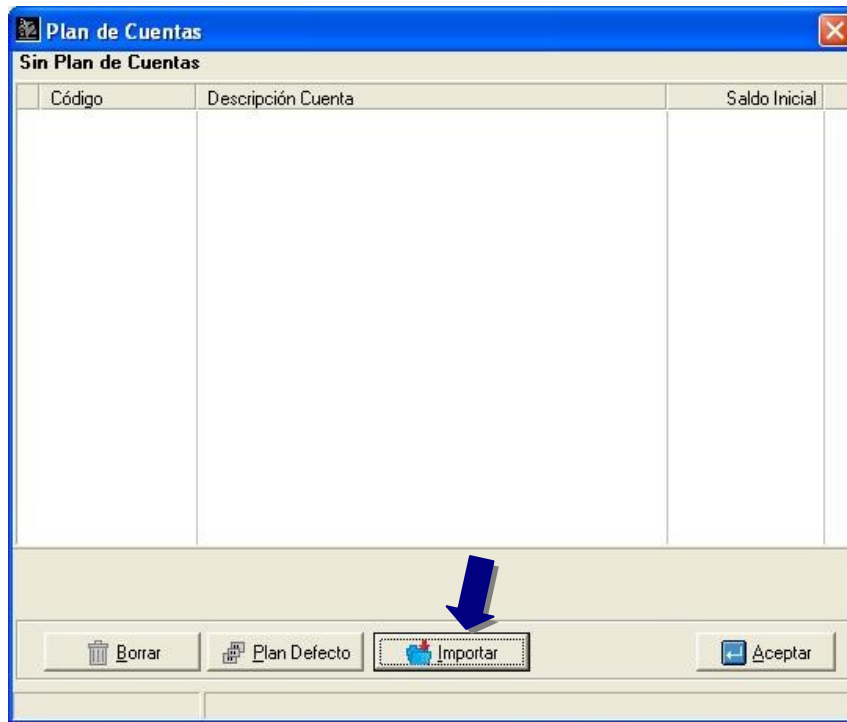 Plan de Cuentas
Sin Plan de Cuentas
Código Descripción Cuenta Saldo Inicial
Borrar Plan Defecto Importar Aceptar